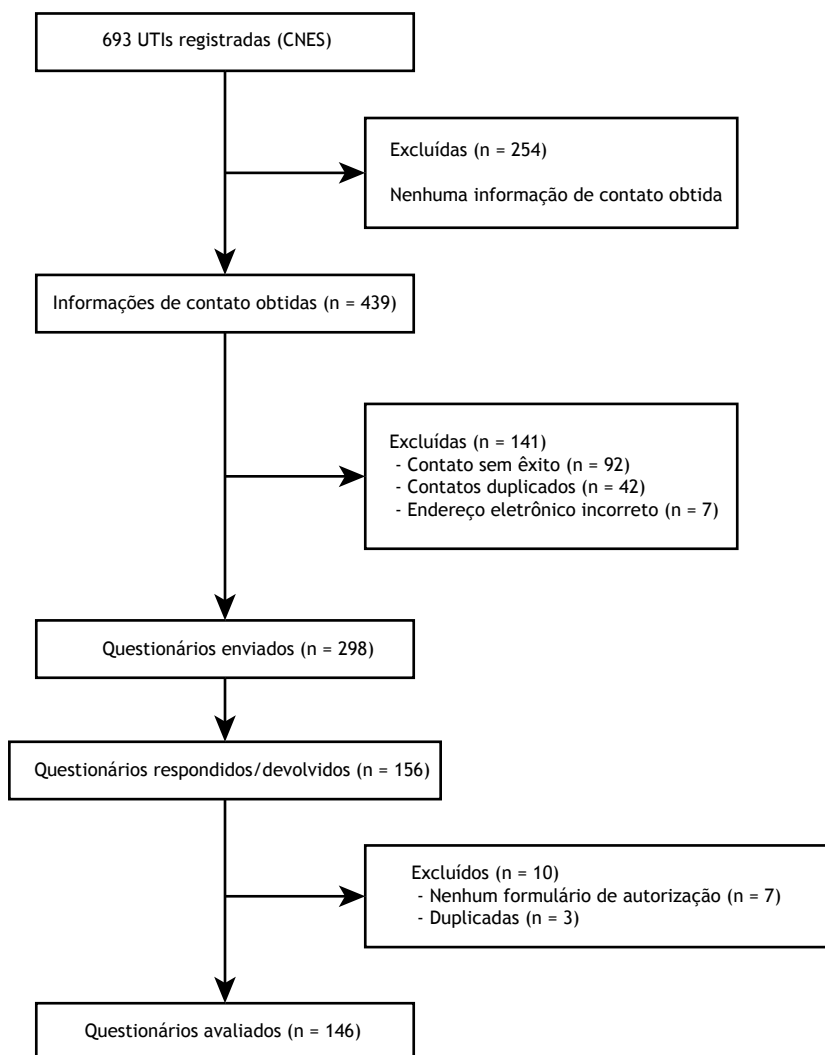 693 UTIs registradas (CNES)
Excluídas (n = 254)
Nenhuma informação de contato obtida
Informações de contato obtidas (n = 439)
Excluídas (n = 141)
- Contato sem êxito (n = 92)
- Contatos duplicados (n = 42)
- Endereço eletrônico incorreto (n = 7)
Questionários enviados (n = 298)
Questionários respondidos/devolvidos (n = 156)
Excluídos (n = 10)
- Nenhum formulário de autorização (n = 7)
- Duplicadas (n = 3)
Questionários avaliados (n = 146)